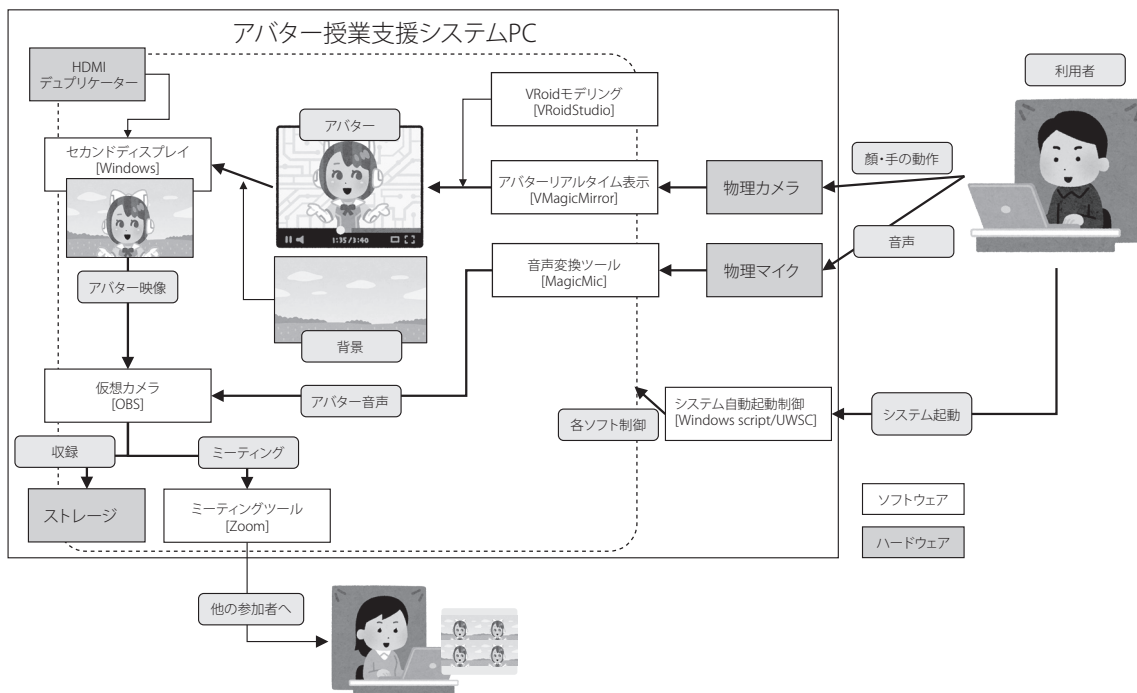 アバター授業支援システムPC
HDMI
デュプリケーター
利用者
VRoidモデリング
[VRoidStudio]
アバター
セカンドディスプレイ
[Windows]
顔・手の動作
アバターリアルタイム表示
[VMagicMirror]
物理カメラ
1:35/3:40
音声
音声変換ツール
[MagicMic]
物理マイク
アバター映像
背景
仮想カメラ
[OBS]
アバター音声
システム自動起動制御
[Windows script/UWSC]
システム起動
各ソフト制御
収録
ミーティング
ストレージ
ミーティングツール
[Zoom]
ソフトウェア
ハードウェア
他の参加者へ